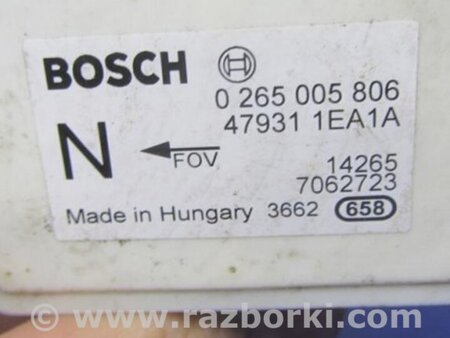 BOSCH
0 265 005 806
47931 1EA1A
N
FOV
14265
7062723
Made in Hungary 3662 658
© www.razborki.com